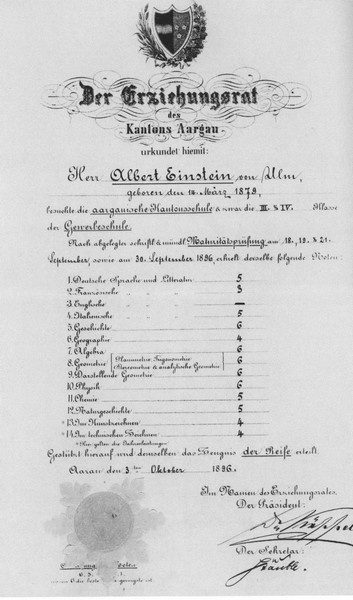 Der Erziehungsrat
des
Kantons Aargau
urkundet hiemit:
Herr Albert Einstein von Ulm,
geboren den 14. März 1879,
besuchte die aargauische Kantonsschule & zwar die III. & IV. Klasse
der Gewerbeschule.
Nach abgelegter schriftl. & mündl. Maturitätsprüfung am 18., 19. & 21.
September, sowie am 30. September 1896, erhielt derselbe folgende Noten:
1. Deutsche Sprache und Litteratur 5
2. Französische " " " 3
3. Englische " " " —
4. Italienische " " " 5
5. Geschichte 6
6. Geographie 4
7. Algebra 6
8. Geometrie (Planimetrie, Trigonometrie, Stereometrie & analytische Geometrie) 6
9. Darstellende Geometrie 6
10. Physik 6
11. Chemie 5
12. Naturgeschichte 5
*13. Im Kunstzeichnen 4
*14. Im technischen Zeichnen 4
* Hier gelten die Jahresleistungen.
Gestützt hierauf wird demselben das Zeugnis der Reife erteilt.
Aarau den 3ten Oktober 1896.
Im Namen des Erziehungsrates,
Der Präsident:
Der Sekretär: